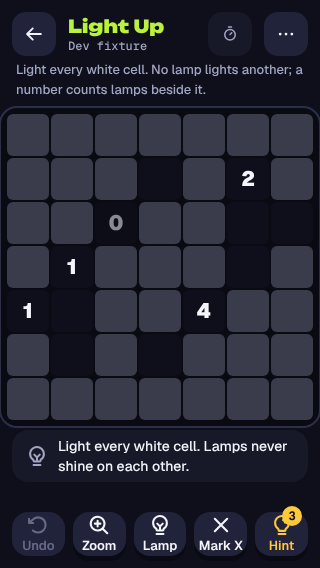 Light Up
Dev fixture
Light every white cell. No lamp lights another; a
number counts lamps beside it.
2
0
1
1
4
Light every white cell. Lamps never
shine on each other.
3
Undo
Zoom
Lamp
Mark X
Hint